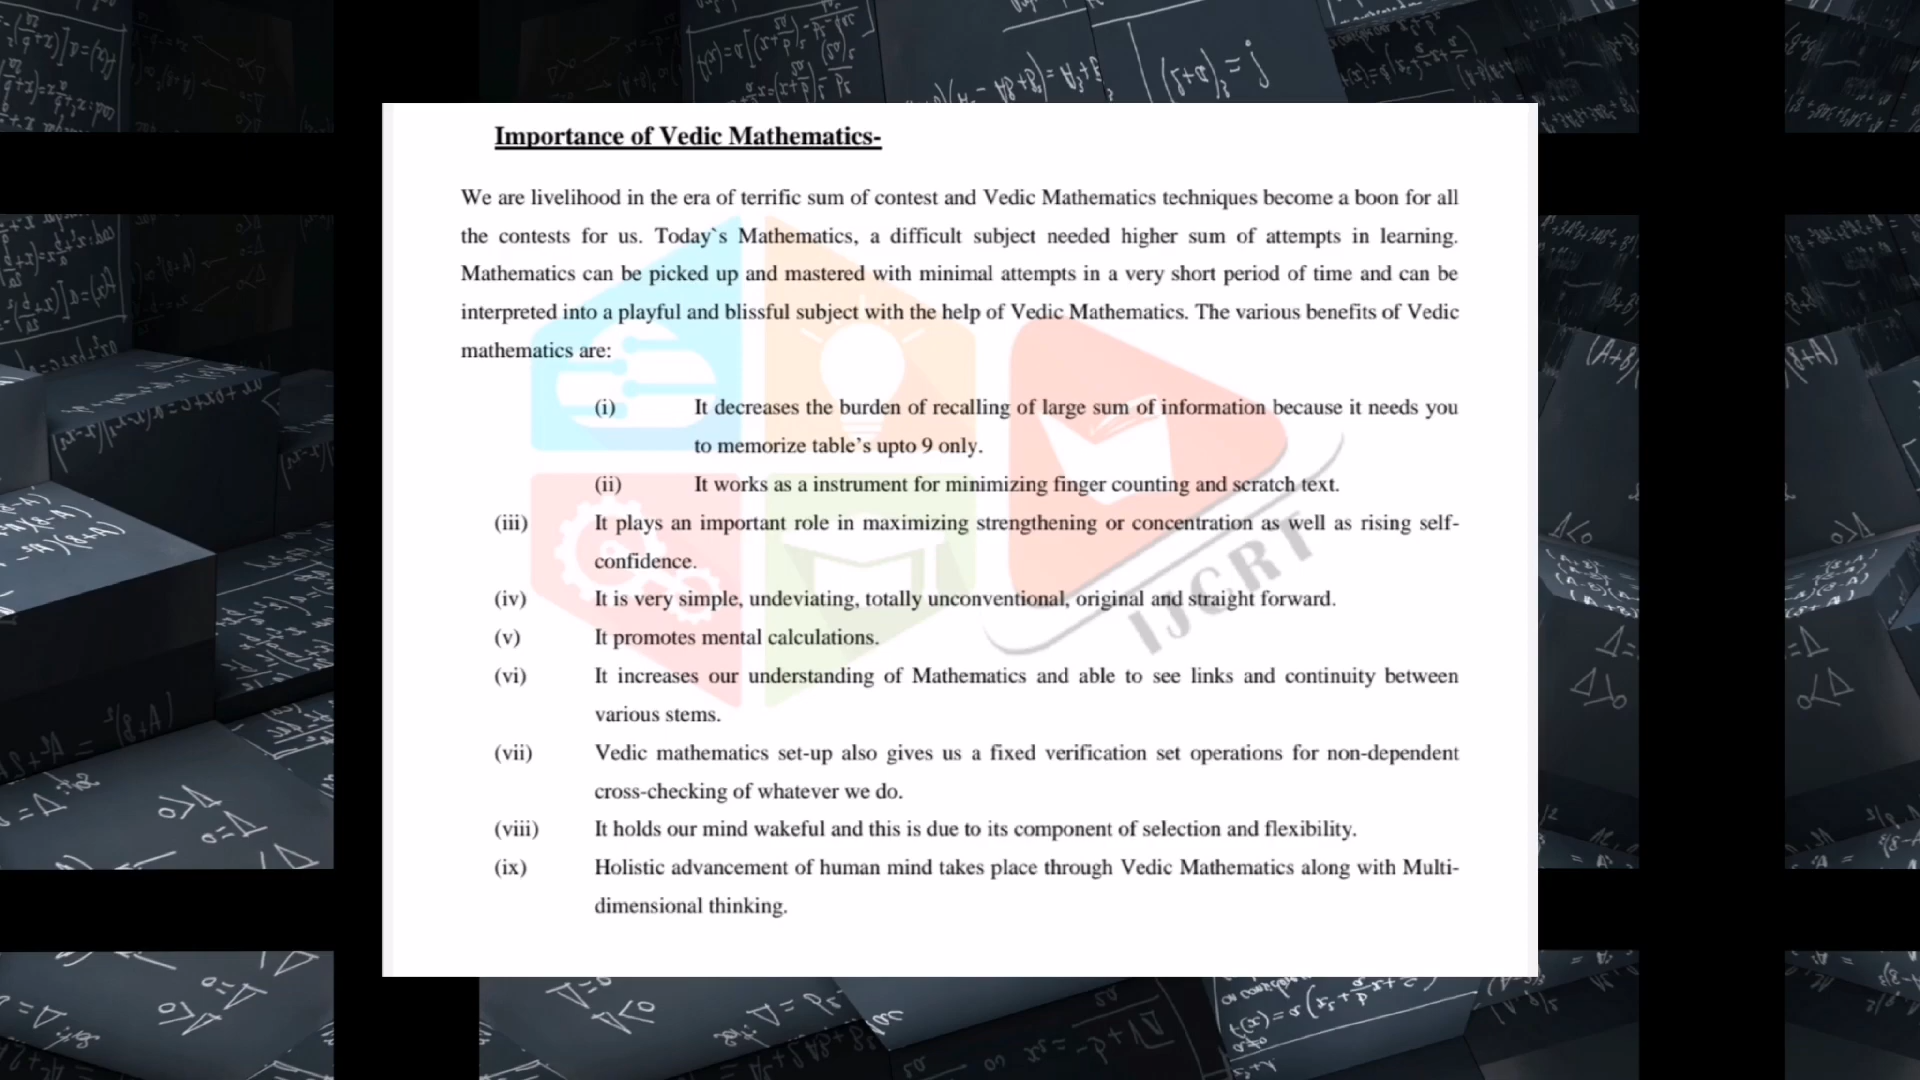 Importance of Vedic Mathematics-
We are livelihood in the era of terrific sum of contest and Vedic Mathematics techniques become a boon for all
the contests for us. Today`s Mathematics, a difficult subject needed higher sum of attempts in learning.
Mathematics can be picked up and mastered with minimal attempts in a very short period of time and can be
interpreted into a playful and blissful subject with the help of Vedic Mathematics. The various benefits of Vedic
mathematics are:
(i) It decreases the burden of recalling of large sum of information because it needs you
to memorize table’s upto 9 only.
(ii) It works as a instrument for minimizing finger counting and scratch text.
(iii) It plays an important role in maximizing strengthening or concentration as well as rising self-
confidence.
(iv) It is very simple, undeviating, totally unconventional, original and straight forward.
(v) It promotes mental calculations.
(vi) It increases our understanding of Mathematics and able to see links and continuity between
various stems.
(vii) Vedic mathematics set-up also gives us a fixed verification set operations for non-dependent
cross-checking of whatever we do.
(viii) It holds our mind wakeful and this is due to its component of selection and flexibility.
(ix) Holistic advancement of human mind takes place through Vedic Mathematics along with Multi-
dimensional thinking.
IJCRT